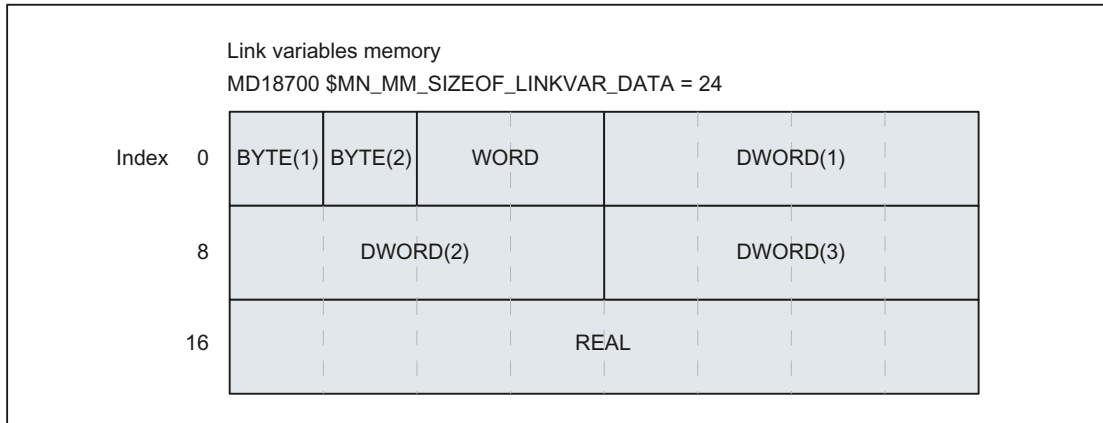 Link variables memory
MD18700 $MN_MM_SIZEOF_LINKVAR_DATA = 24
Index 0 BYTE(1) BYTE(2) WORD DWORD(1)
8 DWORD(2) DWORD(3)
16 REAL